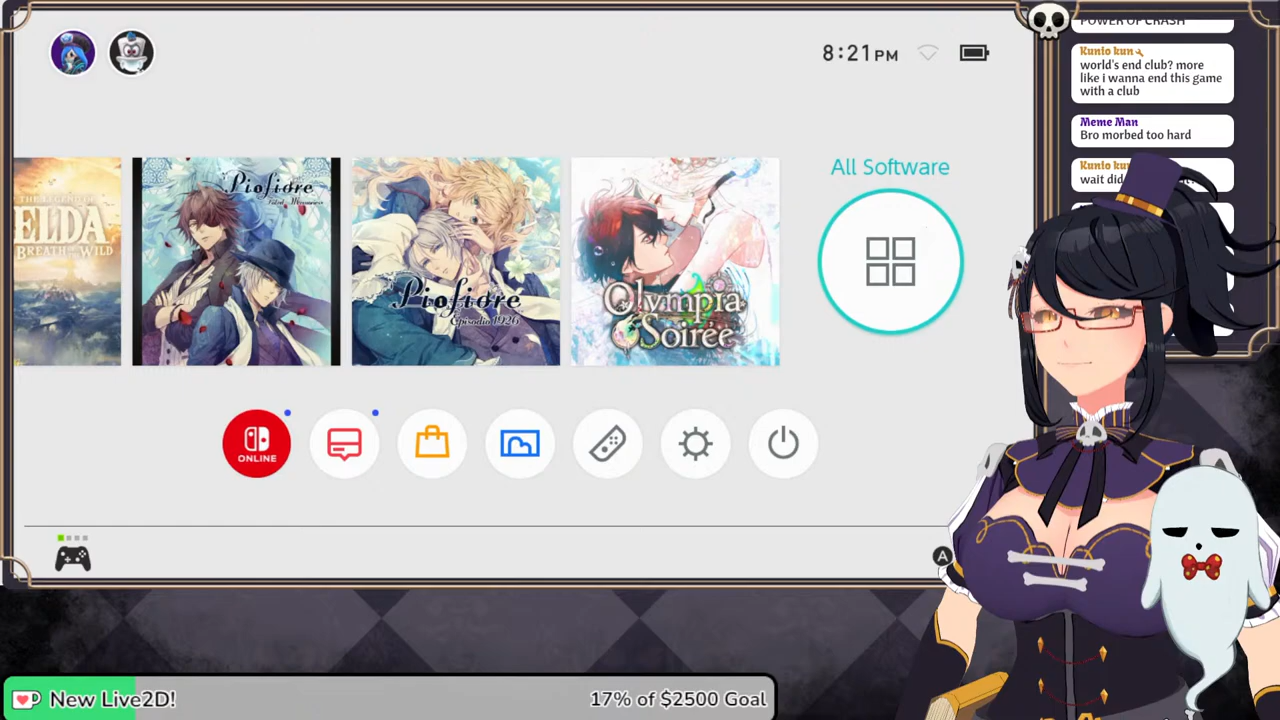 8:21PM
POWER OF CRASH
Kunio kun
world's end club? more
like i wanna end this game
with a club
Meme Man
Bro morbed too hard
Kunio kun
wait did
All Software
THE LEGEND OF
ELDA
BREATH OF THE WILD
Piofiore
Piofiore
Episodio 1926
Olympia
Soirée
ONLINE
A
New Live2D!
17% of $2500 Goal